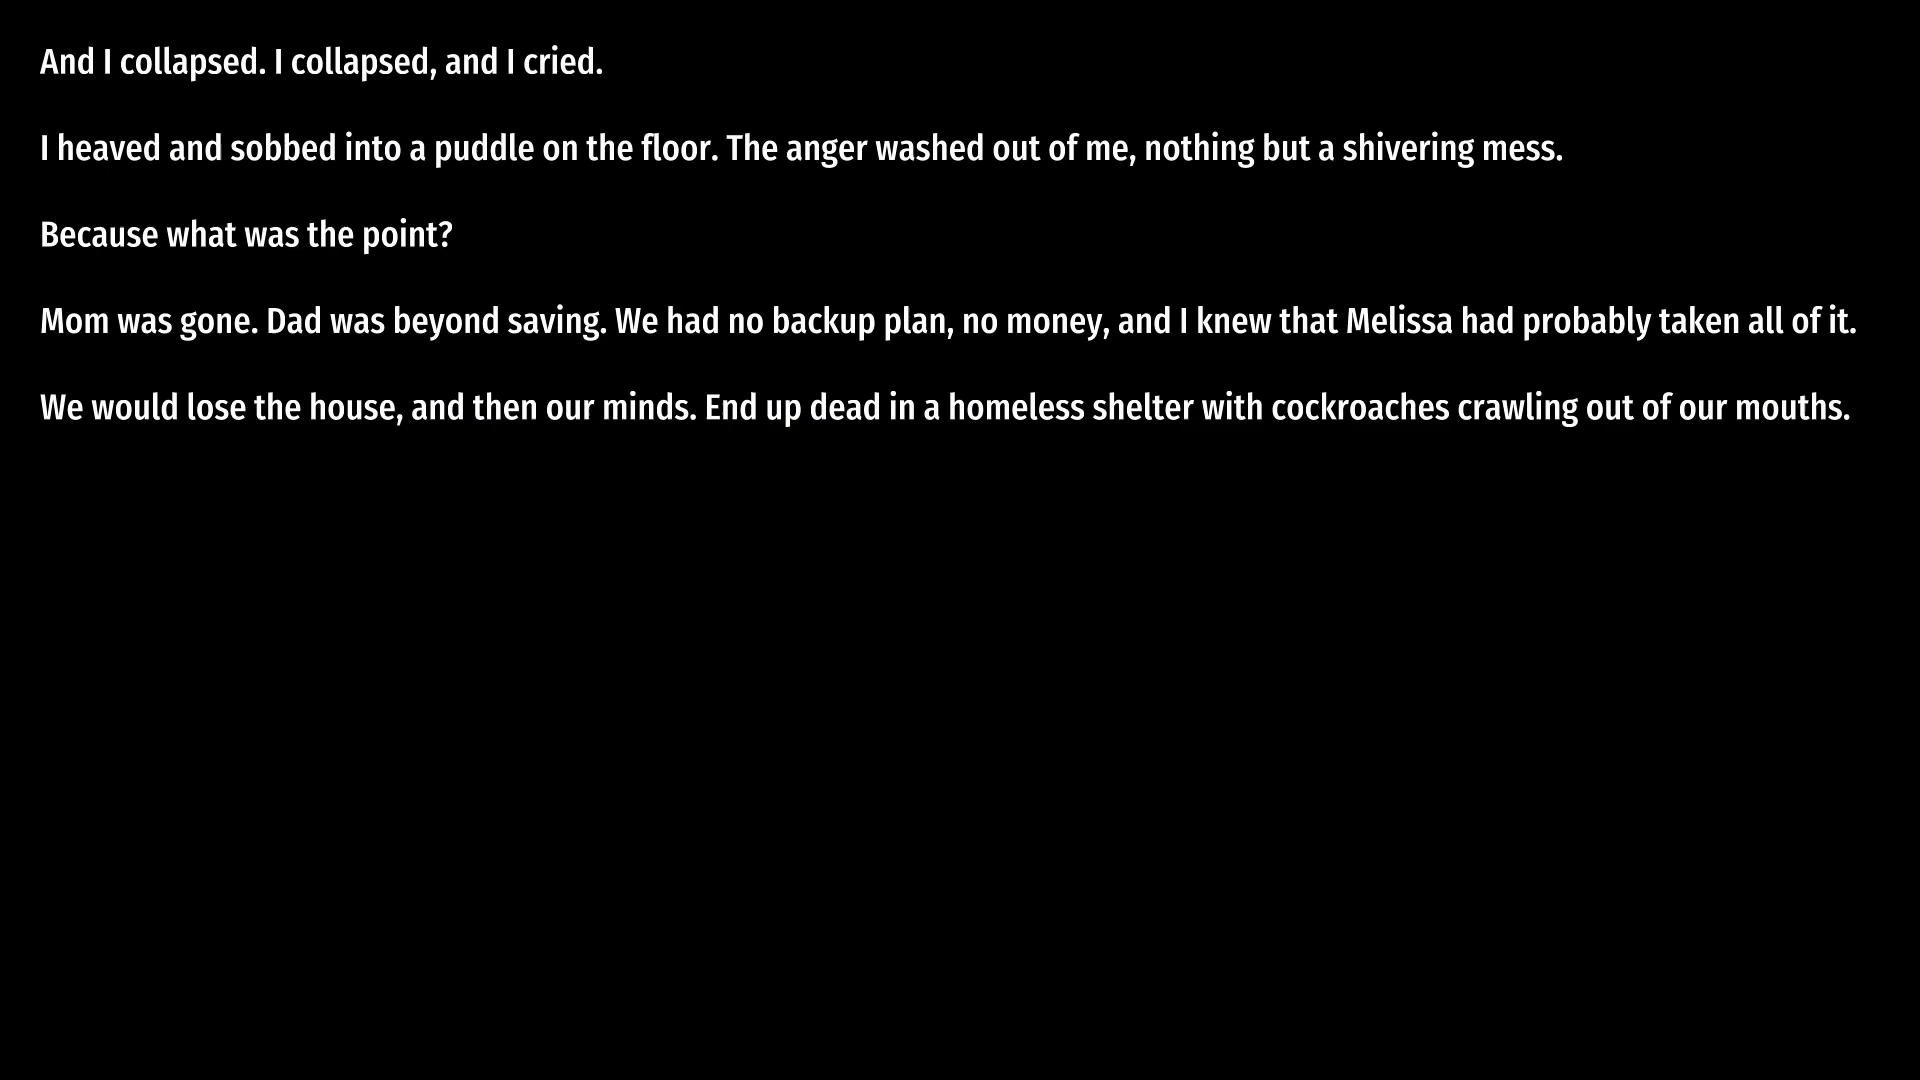 And I collapsed. I collapsed, and I cried.
I heaved and sobbed into a puddle on the floor. The anger washed out of me, nothing but a shivering mess.
Because what was the point?
Mom was gone. Dad was beyond saving. We had no backup plan, no money, and I knew that Melissa had probably taken all of it.
We would lose the house, and then our minds. End up dead in a homeless shelter with cockroaches crawling out of our mouths.